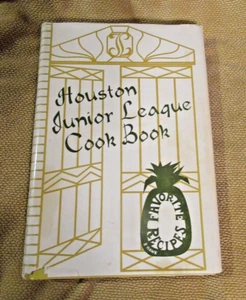 Houston
Junior League
Cook Book
FAVORITE
RECIPES